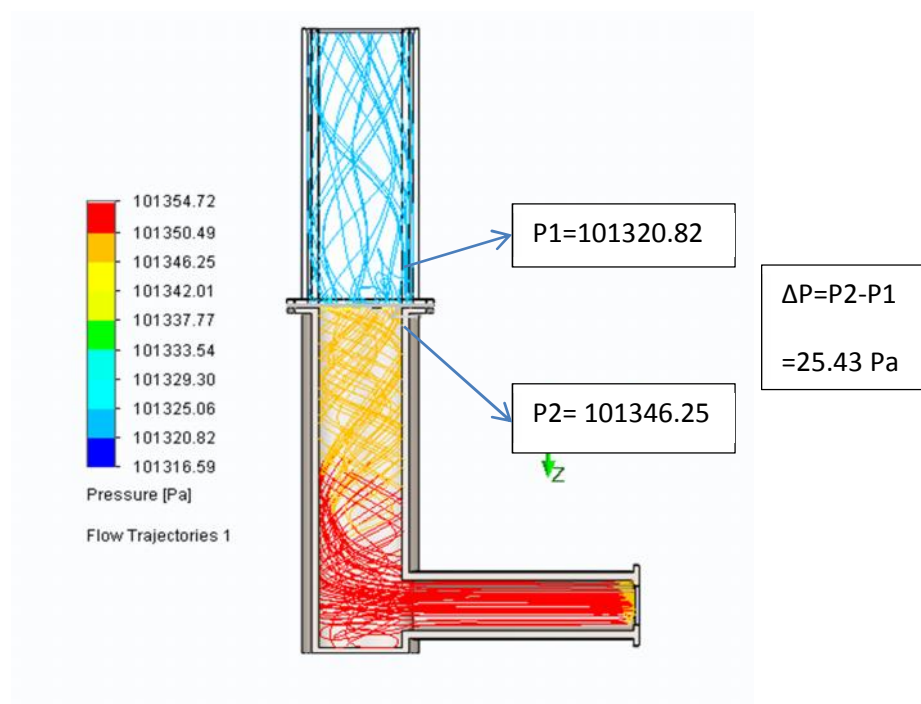 101354.72
101350.49
101346.25
101342.01
101337.77
101333.54
101329.30
101325.06
101320.82
101316.59
Pressure [Pa]
Flow Trajectories 1
P1=101320.82
P2= 101346.25
Z
ΔP=P2-P1
=25.43 Pa